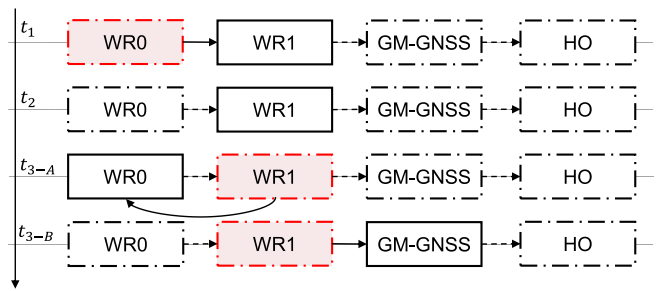 t1 WR0 WR1 GM-GNSS HO
t2 WR0 WR1 GM-GNSS HO
t3−A WR0 WR1 GM-GNSS HO
t3−B WR0 WR1 GM-GNSS HO